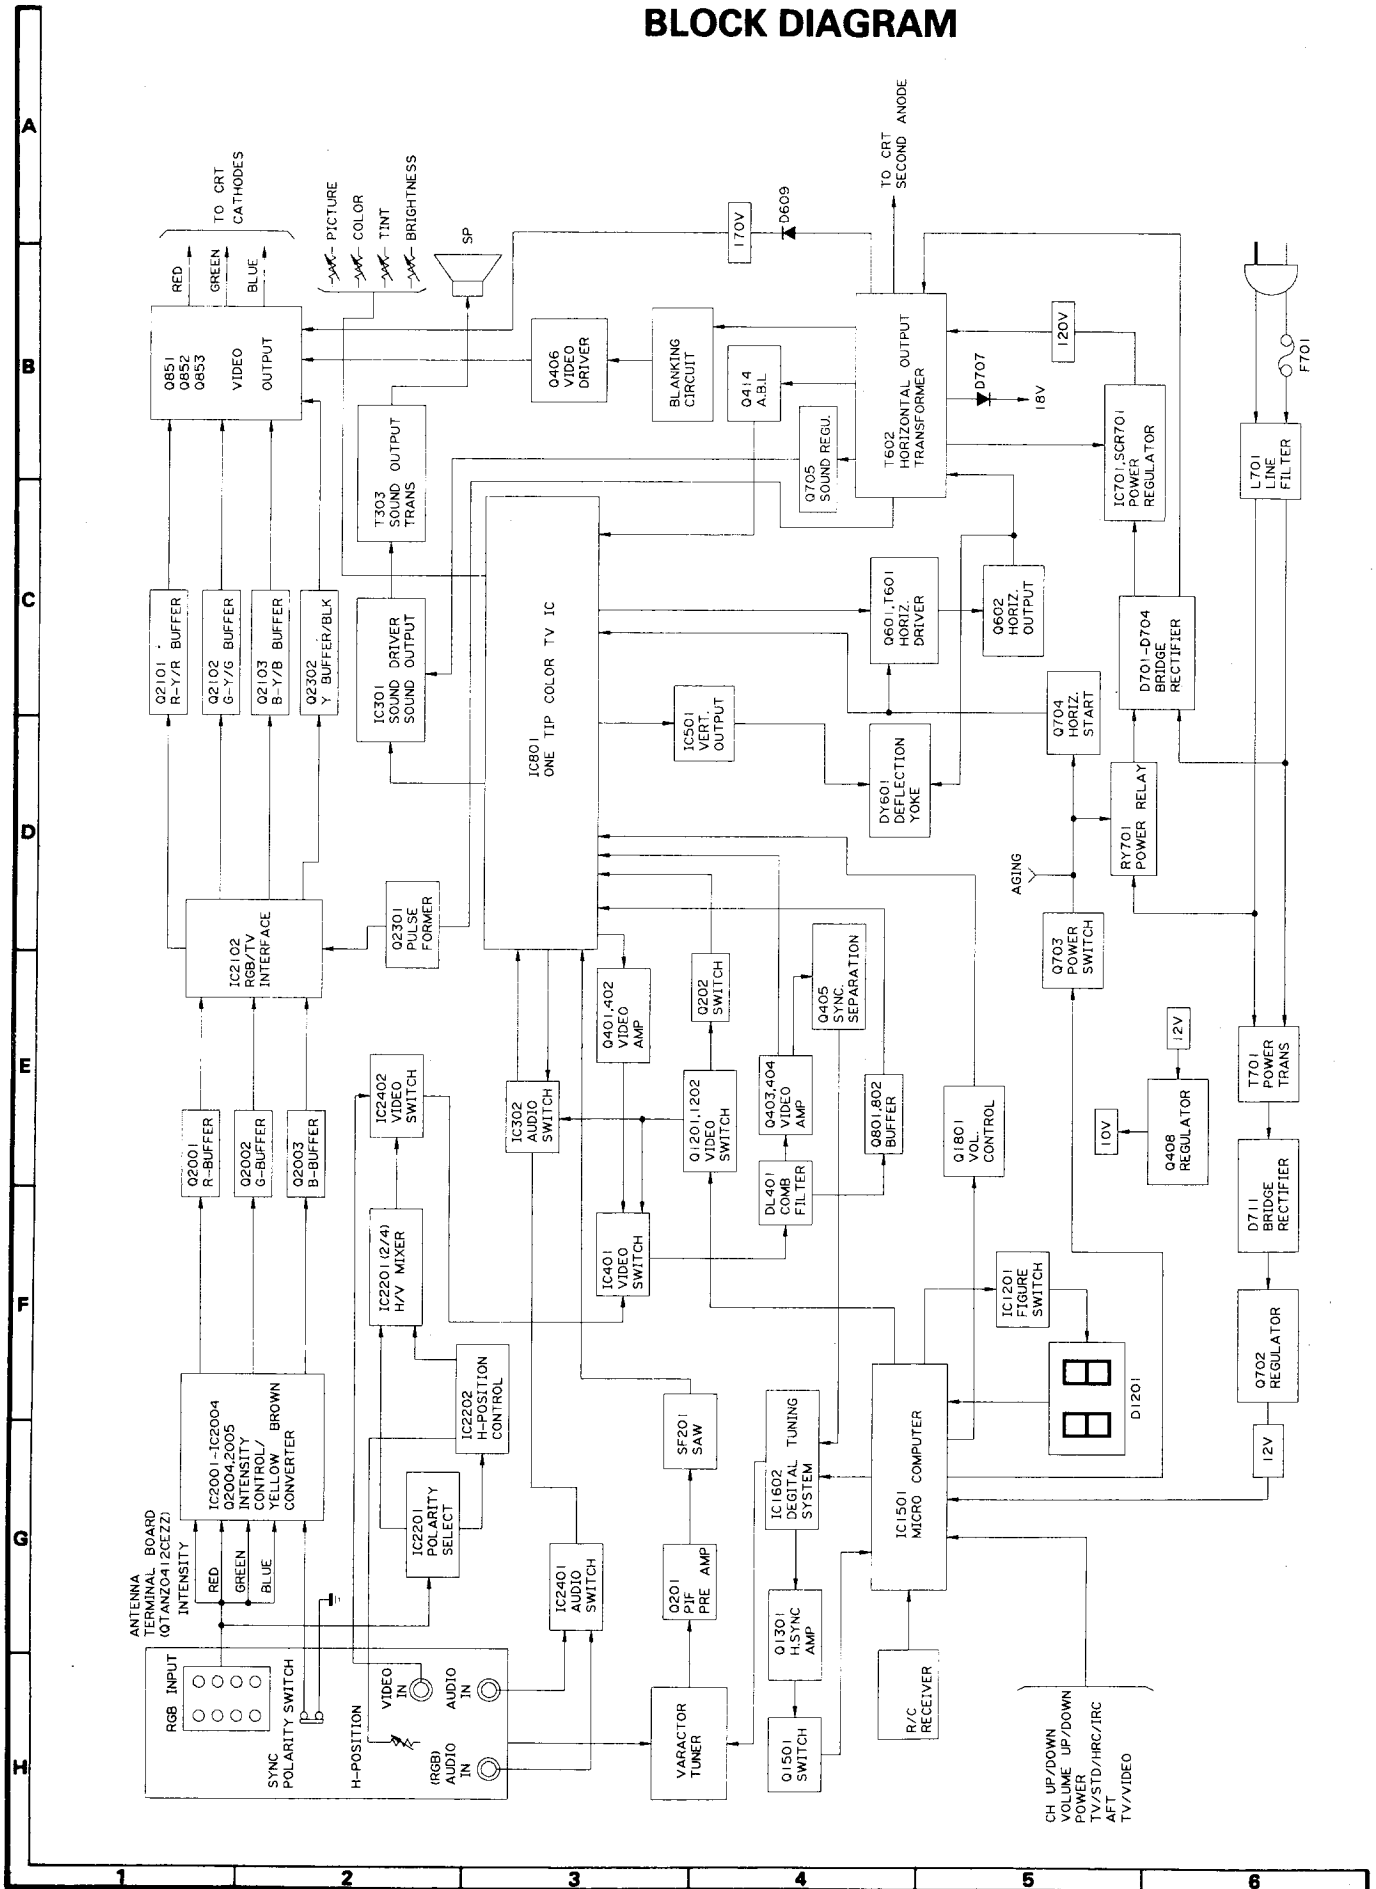 BLOCK DIAGRAM
A
B
C
D
E
F
G
H
1
2
3
4
5
6
TO CRT
CATHODES
RED
GREEN
BLUE
Q851
Q852
Q853
VIDEO
OUTPUT
PICTURE
COLOR
TINT
BRIGHTNESS
SP
170V
D609
TO CRT
SECOND ANODE
Q406
VIDEO
DRIVER
BLANKING
CIRCUIT
Q414
A.B.L
Q705
SOUND REGU.
T602
HORIZONTAL OUTPUT
TRANSFORMER
120V
D707
18V
IC701,SCR701
POWER
REGULATOR
F701
L701
LINE
FILTER
T303
SOUND OUTPUT
TRANS
Q2101
R-Y/R BUFFER
Q2102
G-Y/G BUFFER
Q2103
B-Y/B BUFFER
Q2302
Y BUFFER/BLK
IC301
SOUND DRIVER
SOUND OUTPUT
IC801
ONE TIP COLOR TV IC
IC501
VERT.
OUTPUT
Q601,T601
HORIZ.
DRIVER
Q602
HORIZ.
OUTPUT
DY601
DEFLECTION
YOKE
Q704
HORIZ.
START
D701-D704
BRIDGE
RECTIFIER
RY701
POWER RELAY
AGING
Q703
POWER
SWITCH
IC2102
RGB/TV
INTERFACE
Q2301
PULSE
FORMER
Q401,402
VIDEO
AMP
Q202
SWITCH
Q405
SYNC.
SEPARATION
12V
10V
Q408
REGULATOR
T701
POWER
TRANS
Q2001
R-BUFFER
Q2002
G-BUFFER
Q2003
B-BUFFER
IC2402
VIDEO
SWITCH
IC302
AUDIO
SWITCH
Q1201,1202
VIDEO
SWITCH
Q403,404
VIDEO
AMP
Q801,802
BUFFER
Q1801
VOL.
CONTROL
D711
BRIDGE
RECTIFIER
IC2201(2/4)
H/V MIXER
IC401
VIDEO
SWITCH
DL401
COMB
FILTER
IC1201
FIGURE
SWITCH
D1201
Q702
REGULATOR
12V
IC2001-IC2004
Q2004,2005
INTENSITY
CONTROL/
YELLOW BROWN
CONVERTER
IC2202
H-POSITION
CONTROL
SF201
SAW
IC1602
DEGITAL TUNING
SYSTEM
IC1501
MICRO COMPUTER
ANTENNA
TERMINAL BOARD
(QTANZ0412CEZZ)
INTENSITY
RED
GREEN
BLUE
IC2201
POLARITY
SELECT
IC2401
AUDIO
SWITCH
Q201
PIF
PRE AMP
Q1301
H.SYNC
AMP
RGB INPUT
SYNC
POLARITY SWITCH
H-POSITION
VIDEO
IN
AUDIO
IN
(RGB)
AUDIO
IN
VARACTOR
TUNER
Q1501
SWITCH
R/C
RECEIVER
CH UP/DOWN
VOLUME UP/DOWN
POWER
TV/STD/HRC/IRC
AFT
TV/VIDEO